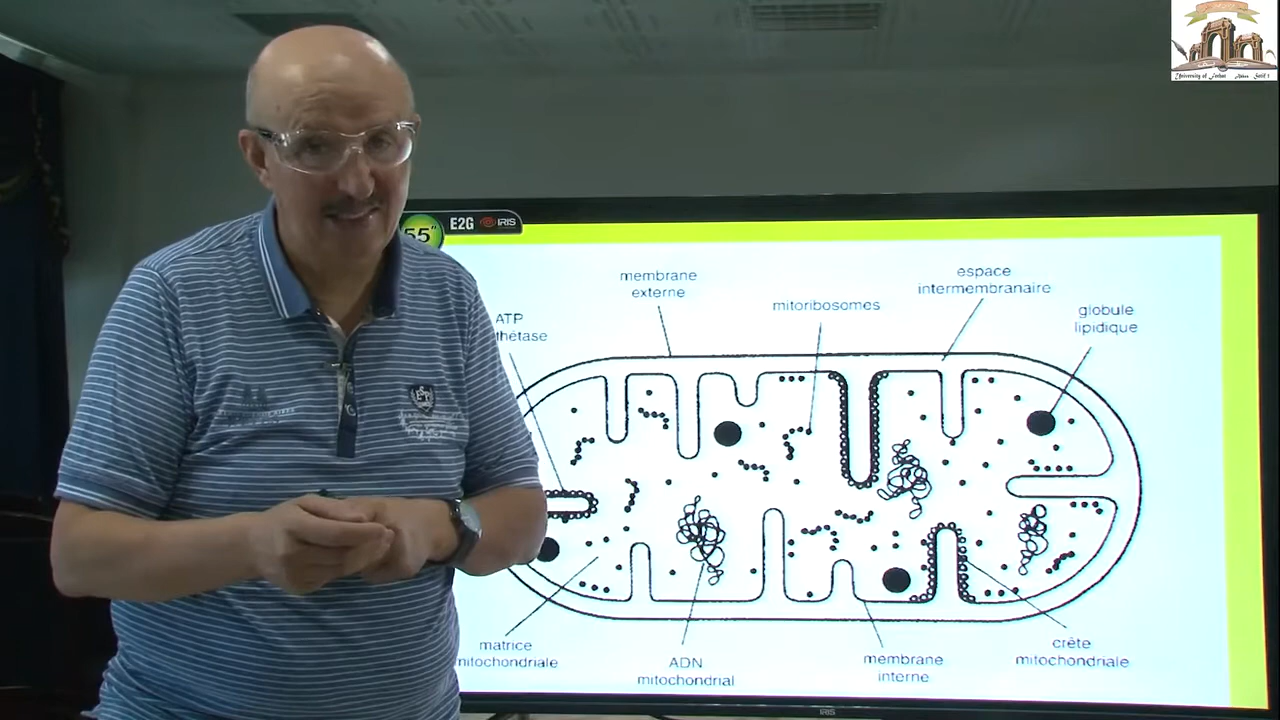 55"
E2G IRIS
membrane
externe
espace
intermembranaire
mitoribosomes
globule
lipidique
ATP
thétase
matrice
mitochondriale
ADN
mitochondrial
membrane
interne
crête
mitochondriale
IRIS